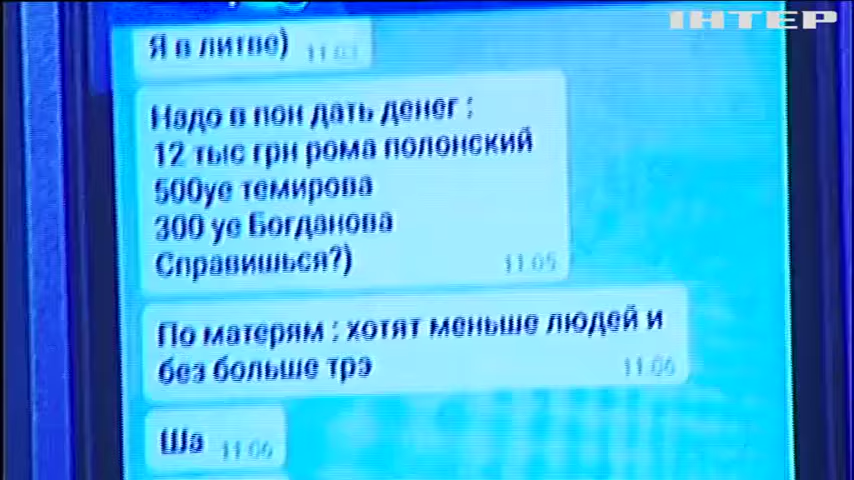 ІНТЕР
Я в литве) 11:03
Надо в пон дать денег :
12 тыс грн рома полонский
500уе темирова
300 уе Богданова
Справишься?) 11:05
По матерям : хотят меньше людей и
без больше трэ 11:06
Ша 11:06